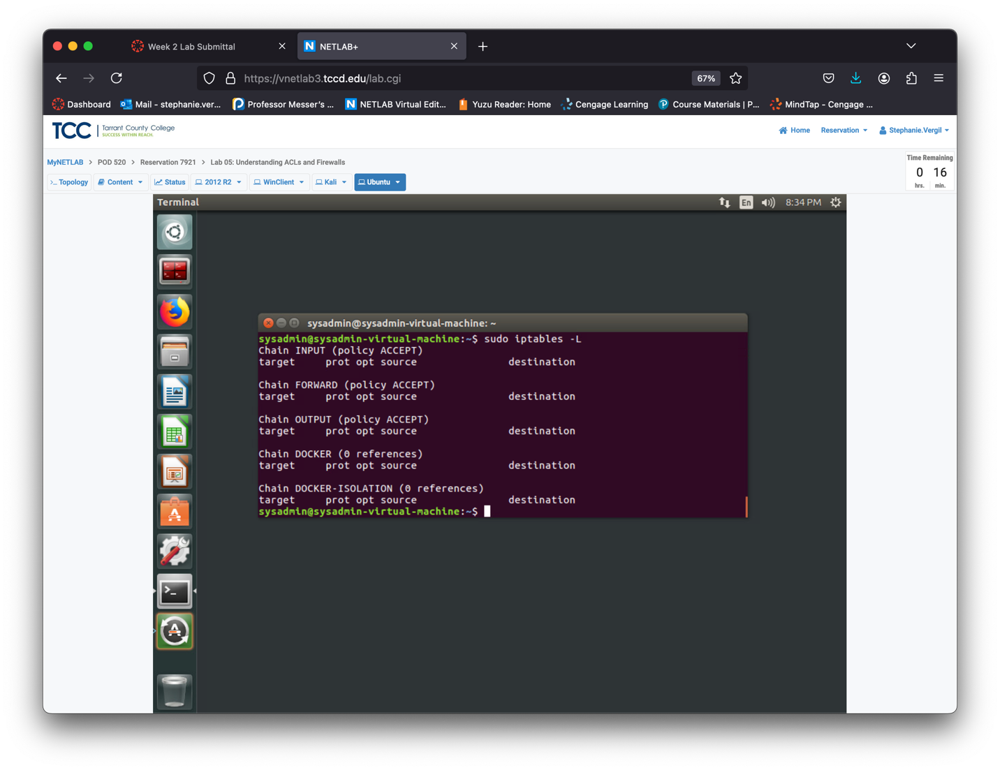 Week 2 Lab Submittal
NETLAB+
https://vnetlab3.tccd.edu/lab.cgi
67%
Dashboard
Mail - stephanie.ver...
Professor Messer's ...
NETLAB Virtual Edit...
Yuzu Reader: Home
Cengage Learning
Course Materials | P...
MindTap - Cengage ...
TCC
Tarrant County College
SUCCESS WITHIN REACH.
Home
Reservation
Stephanie.Vergil
MyNETLAB > POD 520 > Reservation 7921 > Lab 05: Understanding ACLs and Firewalls
Time Remaining
0 16
hrs. min.
Topology
Content
Status
2012 R2
WinClient
Kali
Ubuntu
Terminal
En
8:34 PM
sysadmin@sysadmin-virtual-machine: ~
sysadmin@sysadmin-virtual-machine:~$ sudo iptables -L
Chain INPUT (policy ACCEPT)
target     prot opt source               destination
Chain FORWARD (policy ACCEPT)
target     prot opt source               destination
Chain OUTPUT (policy ACCEPT)
target     prot opt source               destination
Chain DOCKER (0 references)
target     prot opt source               destination
Chain DOCKER-ISOLATION (0 references)
target     prot opt source               destination
sysadmin@sysadmin-virtual-machine:~$